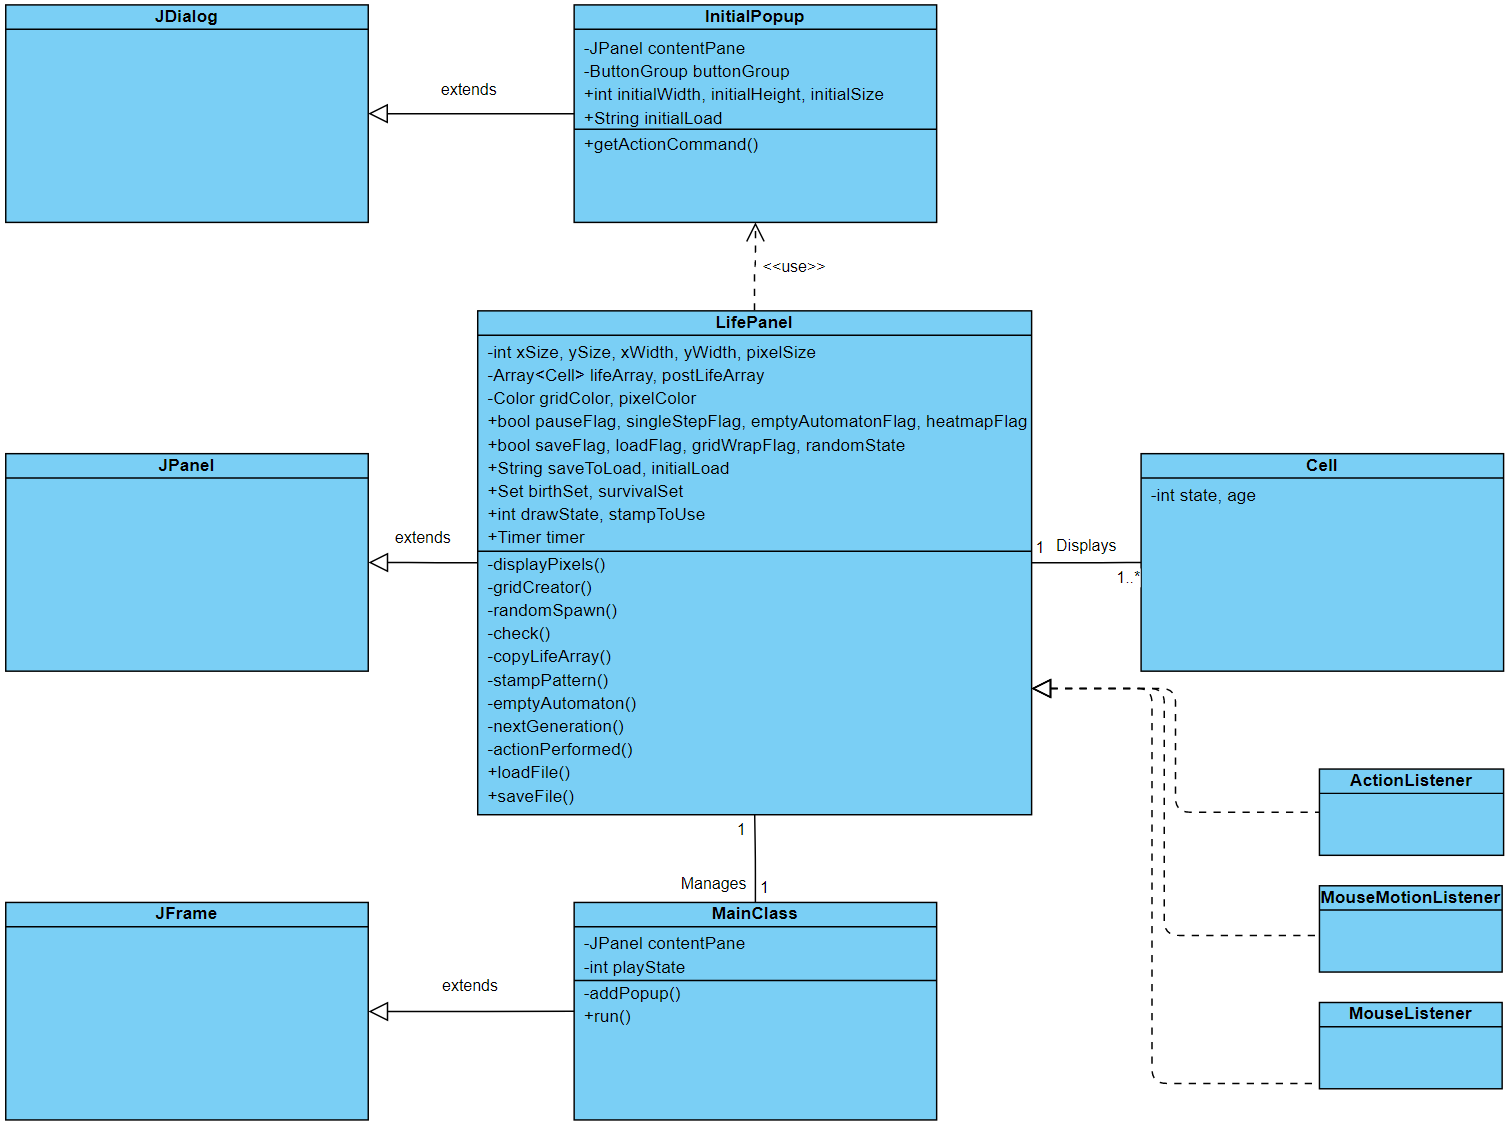 JDialog
InitialPopup
-JPanel contentPane
-ButtonGroup buttonGroup
+int initialWidth, initialHeight, initialSize
+String initialLoad
+getActionCommand()
extends
<<use>>
LifePanel
-int xSize, ySize, xWidth, yWidth, pixelSize
-Array<Cell> lifeArray, postLifeArray
-Color gridColor, pixelColor
+bool pauseFlag, singleStepFlag, emptyAutomatonFlag, heatmapFlag
+bool saveFlag, loadFlag, gridWrapFlag, randomState
+String saveToLoad, initialLoad
+Set birthSet, survivalSet
+int drawState, stampToUse
+Timer timer
-displayPixels()
-gridCreator()
-randomSpawn()
-check()
-copyLifeArray()
-stampPattern()
-emptyAutomaton()
-nextGeneration()
-actionPerformed()
+loadFile()
+saveFile()
JPanel
extends
Cell
-int state, age
1 Displays
1..*
ActionListener
MouseMotionListener
MouseListener
1
Manages 1
JFrame
extends
MainClass
-JPanel contentPane
-int playState
-addPopup()
+run()